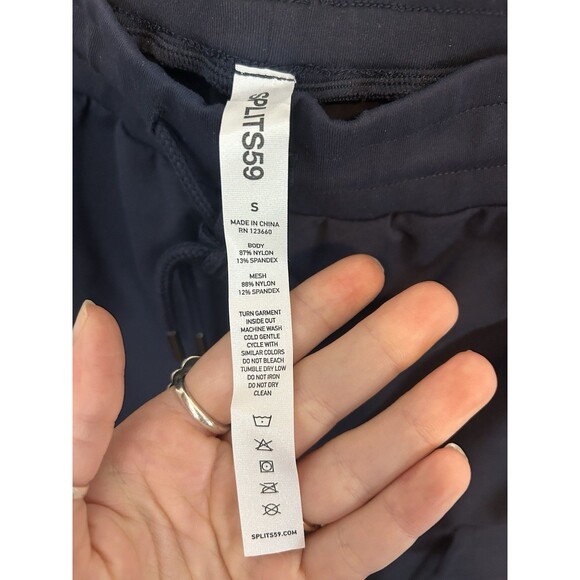 SPLITS59
S
MADE IN CHINA
RN 123660
BODY
87% NYLON
13% SPANDEX
MESH
88% NYLON
12% SPANDEX
TURN GARMENT
INSIDE OUT
MACHINE WASH
COLD GENTLE
CYCLE WITH
SIMILAR COLORS
DO NOT BLEACH
TUMBLE DRY LOW
DO NOT IRON
DO NOT DRY
CLEAN
SPLITS59.COM